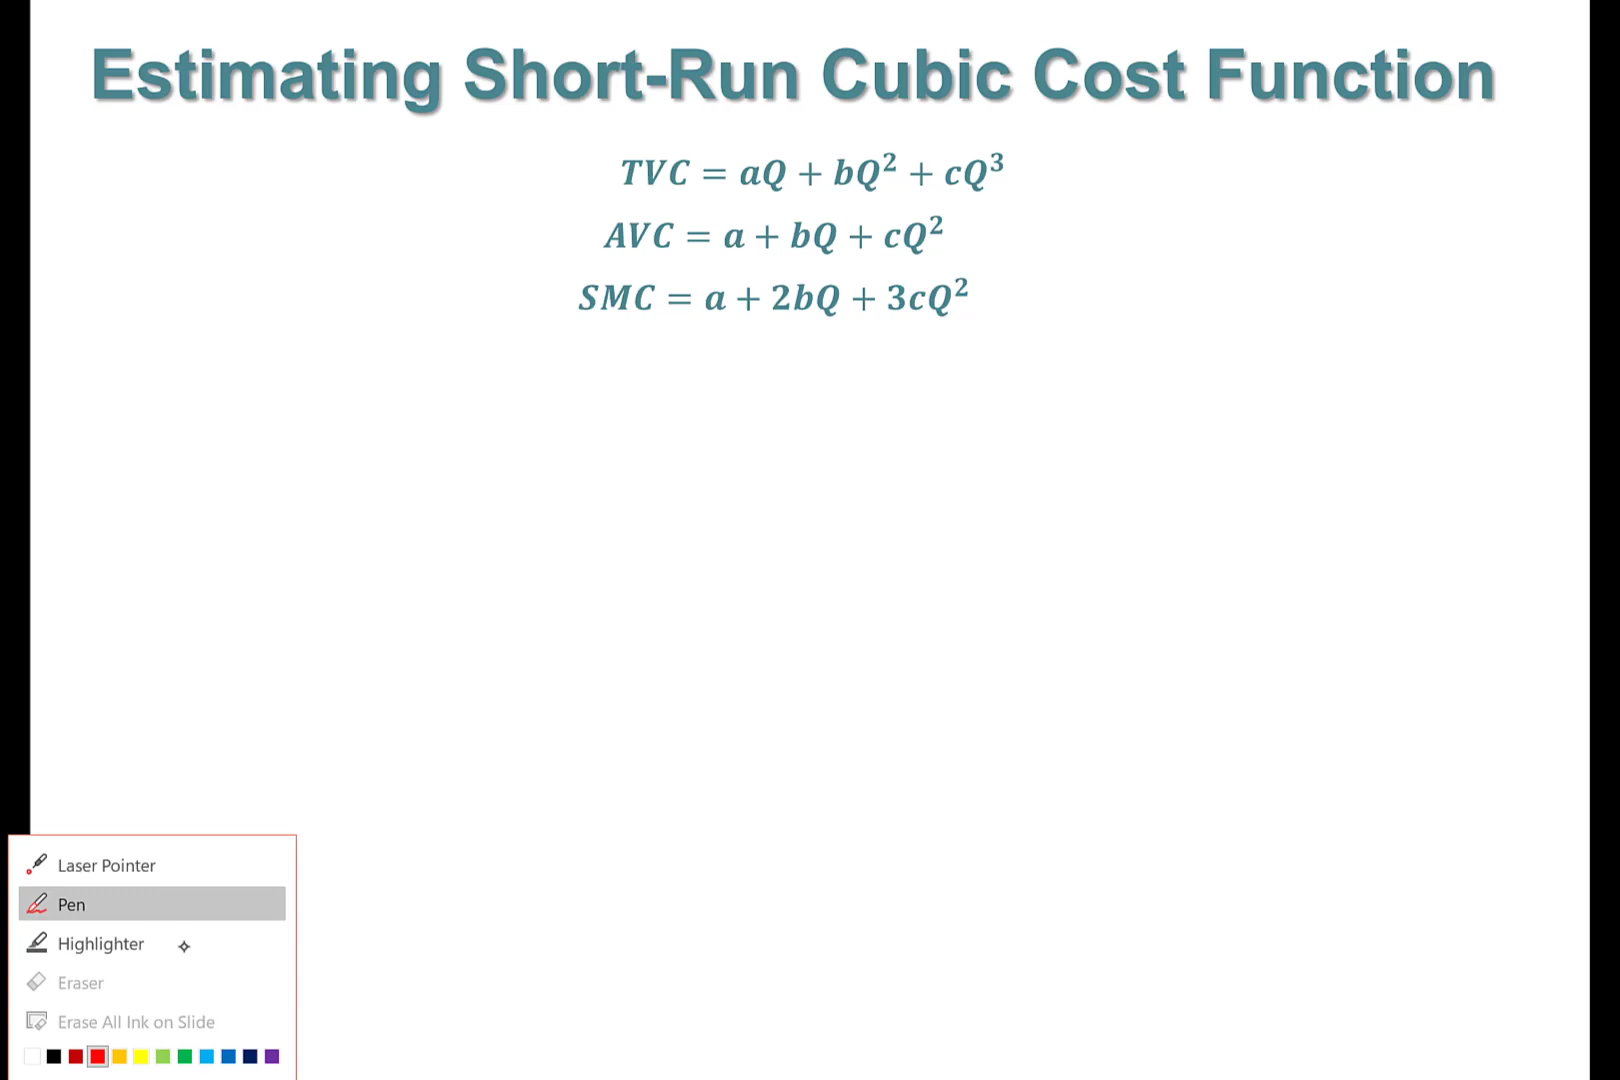 Estimating Short-Run Cubic Cost Function
TVC = aQ + bQ² + cQ³
AVC = a + bQ + cQ²
SMC = a + 2bQ + 3cQ²
Laser Pointer
Pen
Highlighter
Eraser
Erase All Ink on Slide